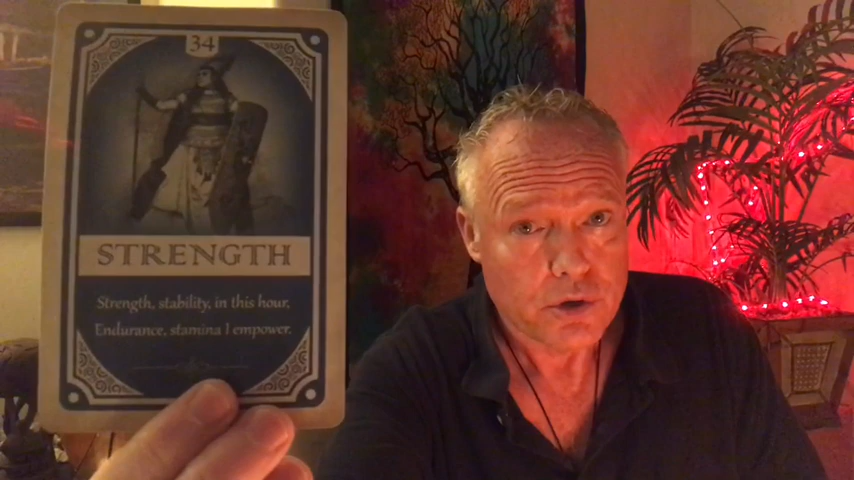 34
STRENGTH
Strength, stability, in this hour,
Endurance, stamina I empower.